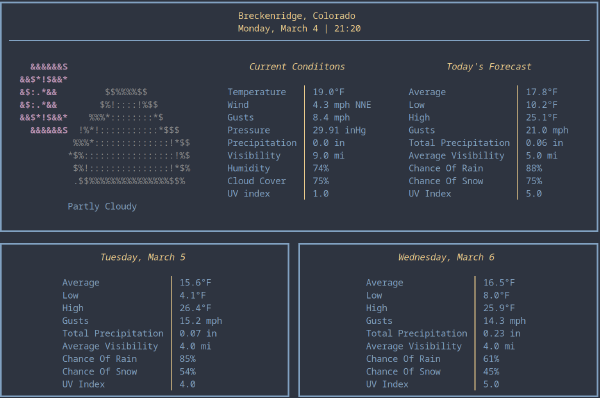 Breckenridge, Colorado
Monday, March 4 | 21:20
Current Condiitons
Temperature 19.0°F
Wind 4.3 mph NNE
Gusts 8.4 mph
Pressure 29.91 inHg
Precipitation 0.0 in
Visibility 9.0 mi
Humidity 74%
Cloud Cover 75%
UV index 1.0
Partly Cloudy
Today's Forecast
Average 17.8°F
Low 10.2°F
High 25.1°F
Gusts 21.0 mph
Total Precipitation 0.06 in
Average Visibility 5.0 mi
Chance Of Rain 88%
Chance Of Snow 75%
UV Index 5.0
Tuesday, March 5
Average 15.6°F
Low 4.1°F
High 26.4°F
Gusts 15.2 mph
Total Precipitation 0.07 in
Average Visibility 4.0 mi
Chance Of Rain 85%
Chance Of Snow 54%
UV Index 4.0
Wednesday, March 6
Average 16.5°F
Low 8.0°F
High 25.9°F
Gusts 14.3 mph
Total Precipitation 0.23 in
Average Visibility 4.0 mi
Chance Of Rain 61%
Chance Of Snow 45%
UV Index 5.0